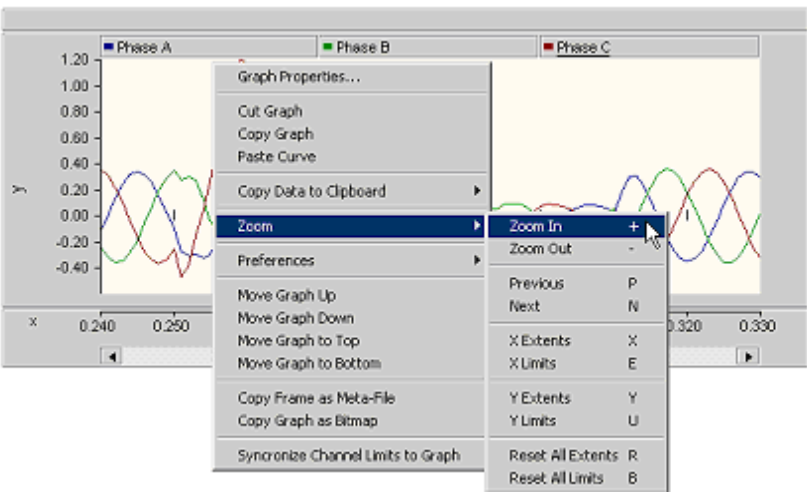 Phase A Phase B Phase C
1.20
1.00
0.80
0.60
0.40
0.20
0.00
-0.20
-0.40
y
x 0.240 0.250 0.320 0.330
Graph Properties...
Cut Graph
Copy Graph
Paste Curve
Copy Data to Clipboard
Zoom
Preferences
Move Graph Up
Move Graph Down
Move Graph to Top
Move Graph to Bottom
Copy Frame as Meta-File
Copy Graph as Bitmap
Syncronize Channel Limits to Graph
Zoom In +
Zoom Out -
Previous P
Next N
X Extents X
X Limits E
Y Extents Y
Y Limits U
Reset All Extents R
Reset All Limits B